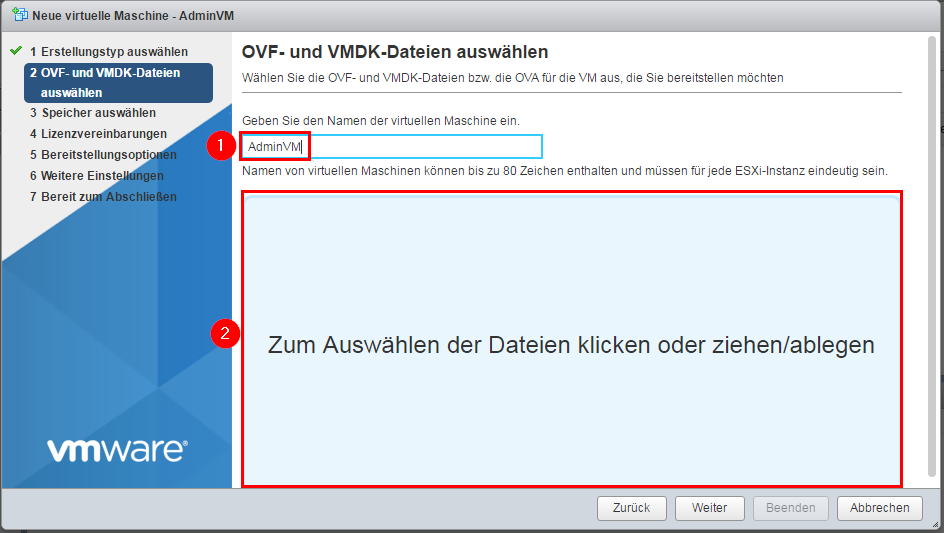 Neue virtuelle Maschine - AdminVM
1 Erstellungstyp auswählen
2 OVF- und VMDK-Dateien
auswählen
3 Speicher auswählen
4 Lizenzvereinbarungen
5 Bereitstellungsoptionen
6 Weitere Einstellungen
7 Bereit zum Abschließen
vmware®
OVF- und VMDK-Dateien auswählen
Wählen Sie die OVF- und VMDK-Dateien bzw. die OVA für die VM aus, die Sie bereitstellen möchten
Geben Sie den Namen der virtuellen Maschine ein.
1
AdminVM
Namen von virtuellen Maschinen können bis zu 80 Zeichen enthalten und müssen für jede ESXi-Instanz eindeutig sein.
2
Zum Auswählen der Dateien klicken oder ziehen/ablegen
Zurück
Weiter
Beenden
Abbrechen